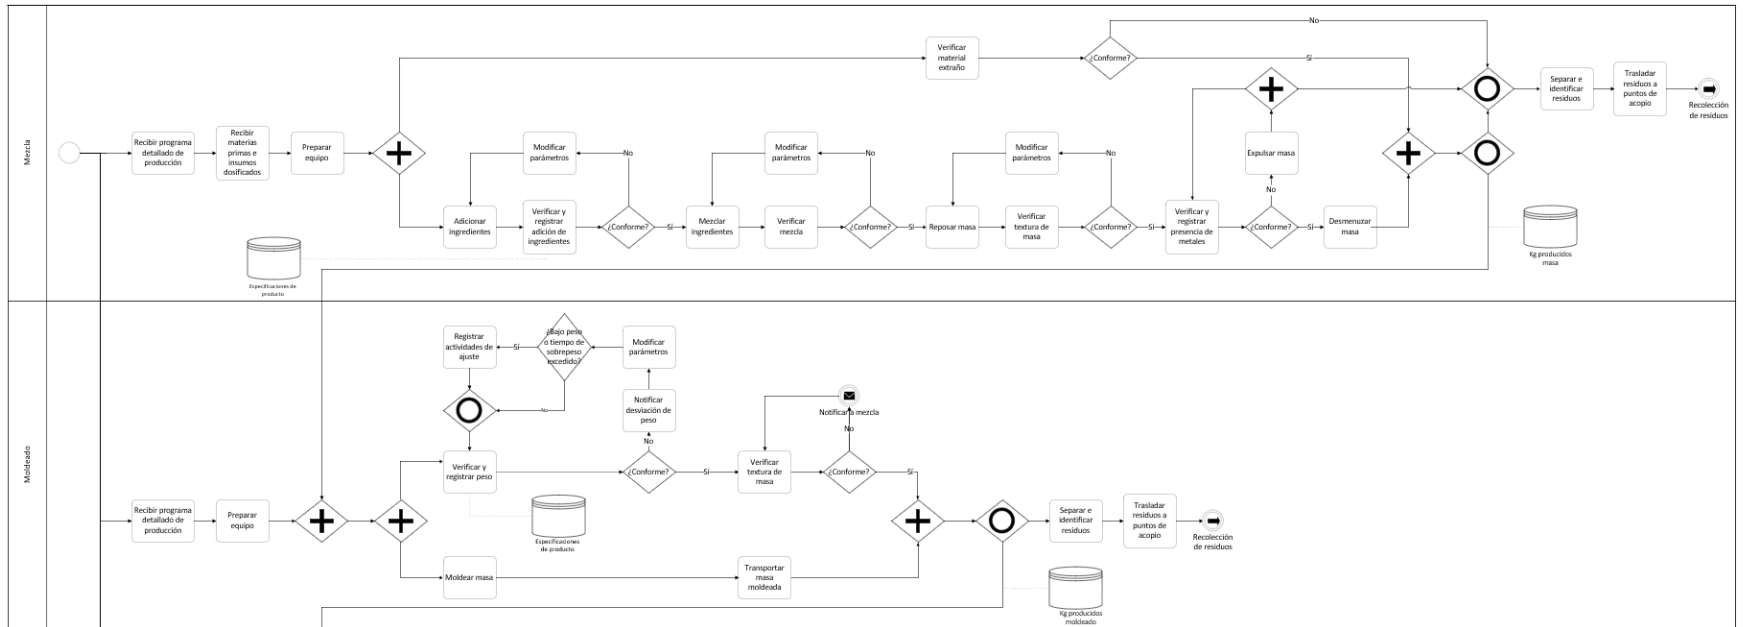 Mezcla
No
Verificar
material
extraño
¿Conforme?
Sí
Separar e
identificar
residuos
Trasladar
residuos a
puntos de
acopio
Recolección
de residuos
Recibir programa
detallado de
producción
Recibir
materias
primas e
insumos
dosificados
Preparar
equipo
Modificar
parámetros
No
Modificar
parámetros
No
Modificar
parámetros
No
Expulsar masa
No
Adicionar
ingredientes
Verificar y
registrar
adición de
ingredientes
¿Conforme?
Sí
Mezclar
ingredientes
Verificar
mezcla
¿Conforme?
Sí
Reposar masa
Verificar
textura de
masa
¿Conforme?
Sí
Verificar y
registrar
presencia de
metales
¿Conforme?
Sí
Desmenuzar
masa
Especificaciones de
producto
Kg producidos
masa
Moldeado
Registrar
actividades de
ajuste
Sí
¿Bajo peso
o tiempo de
sobrepeso
excedido?
Modificar
parámetros
No
Notificar
desviación de
peso
No
Notificar a mezcla
No
Verificar y
registrar peso
¿Conforme?
Sí
Verificar
textura de
masa
¿Conforme?
Sí
Especificaciones
de producto
Recibir programa
detallado de
producción
Preparar
equipo
Separar e
identificar
residuos
Trasladar
residuos a
puntos de
acopio
Recolección
de residuos
Moldear masa
Transportar
masa
moldeada
Kg producidos
moldeado